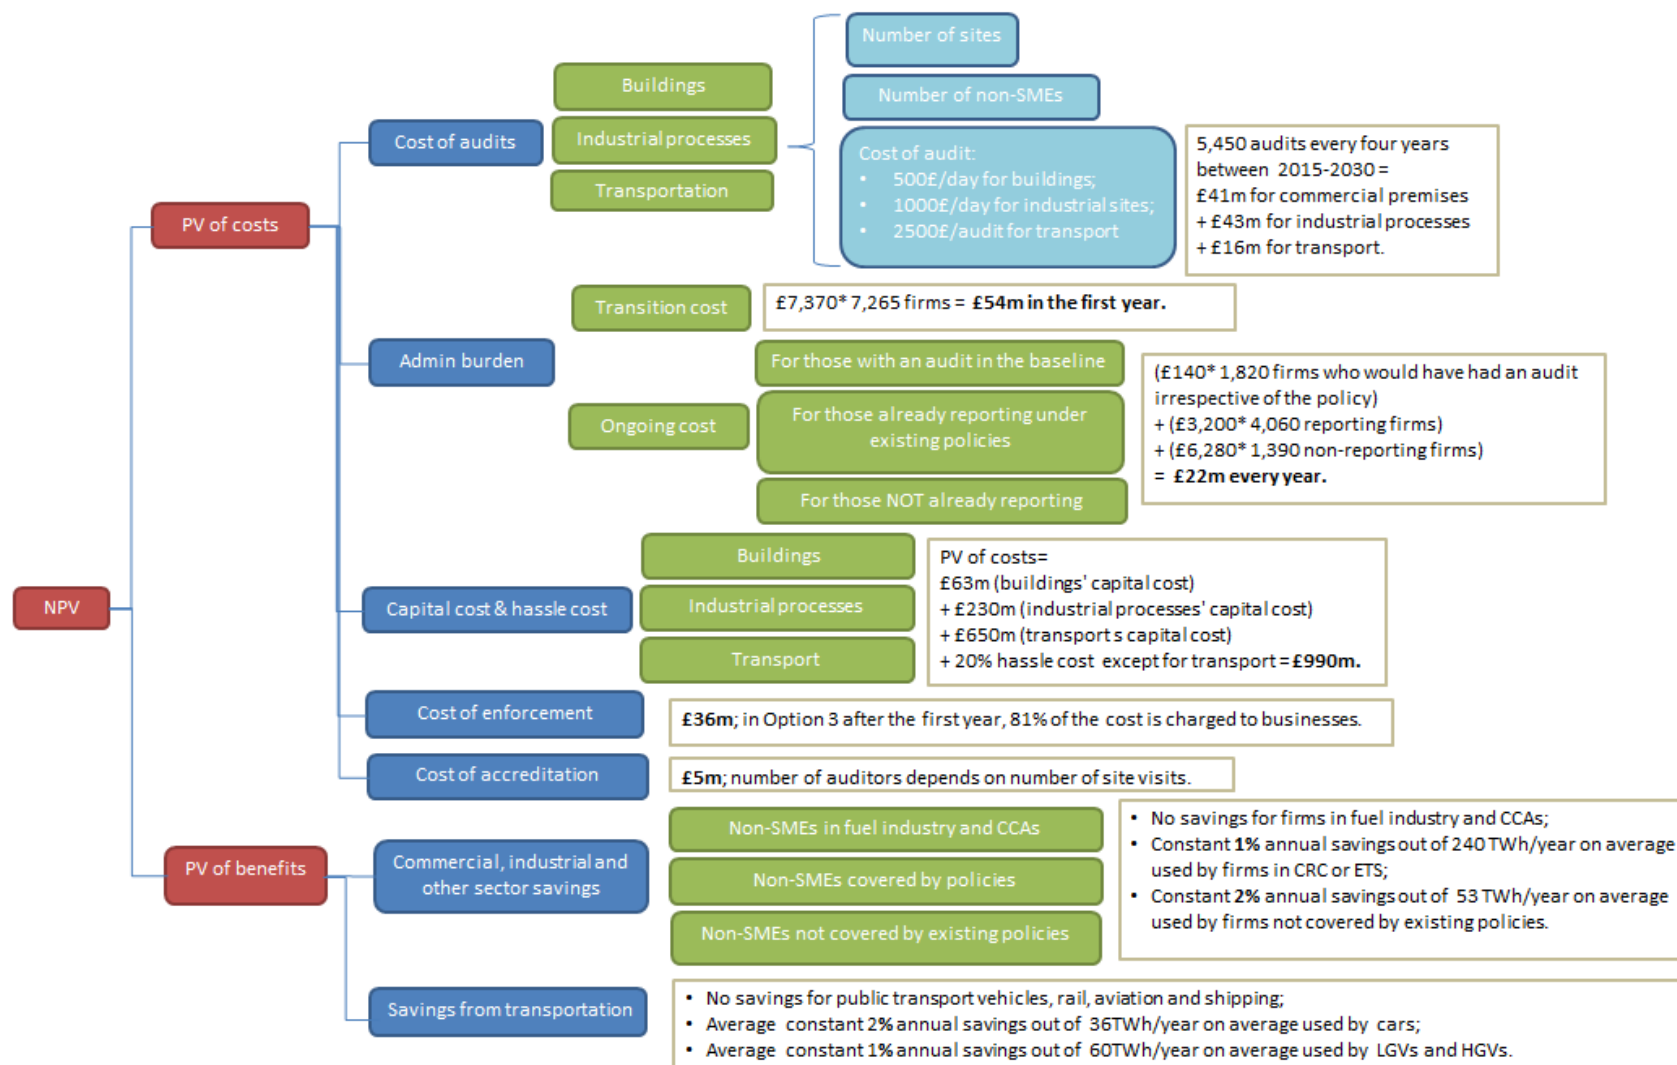 NPV
PV of costs
Cost of audits
Buildings
Industrial processes
Transportation
Number of sites
Number of non-SMEs
Cost of audit:
• 500£/day for buildings;
• 1000£/day for industrial sites;
• 2500£/audit for transport
5,450 audits every four years
between 2015-2030 =
£41m for commercial premises
+ £43m for industrial processes
+ £16m for transport.
Admin burden
Transition cost
£7,370* 7,265 firms = £54m in the first year.
Ongoing cost
For those with an audit in the baseline
For those already reporting under
existing policies
For those NOT already reporting
(£140* 1,820 firms who would have had an audit
irrespective of the policy)
+ (£3,200* 4,060 reporting firms)
+ (£6,280* 1,390 non-reporting firms)
= £22m every year.
Capital cost & hassle cost
Buildings
Industrial processes
Transport
PV of costs=
£63m (buildings' capital cost)
+ £230m (industrial processes' capital cost)
+ £650m (transport s capital cost)
+ 20% hassle cost except for transport = £990m.
Cost of enforcement
£36m; in Option 3 after the first year, 81% of the cost is charged to businesses.
Cost of accreditation
£5m; number of auditors depends on number of site visits.
PV of benefits
Commercial, industrial and
other sector savings
Non-SMEs in fuel industry and CCAs
Non-SMEs covered by policies
Non-SMEs not covered by existing policies
• No savings for firms in fuel industry and CCAs;
• Constant 1% annual savings out of 240 TWh/year on average
used by firms in CRC or ETS;
• Constant 2% annual savings out of 53 TWh/year on average
used by firms not covered by existing policies.
Savings from transportation
• No savings for public transport vehicles, rail, aviation and shipping;
• Average constant 2% annual savings out of 36TWh/year on average used by cars;
• Average constant 1% annual savings out of 60TWh/year on average used by LGVs and HGVs.